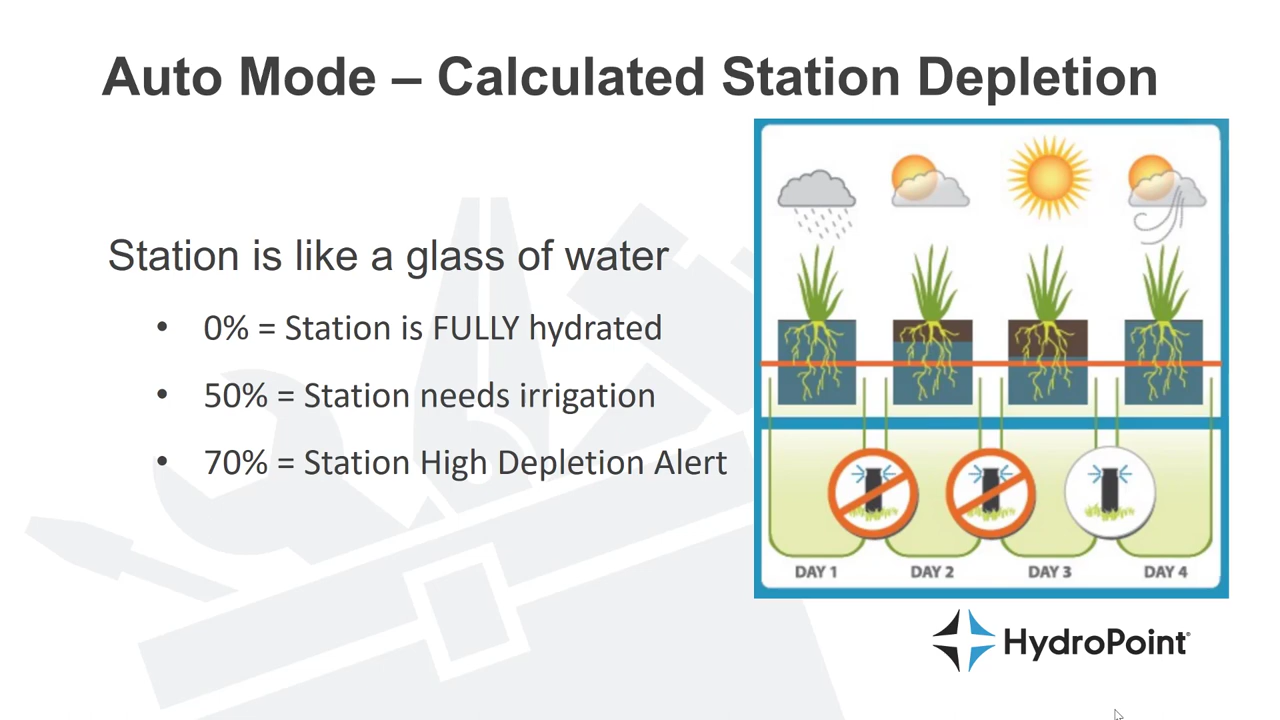 Auto Mode – Calculated Station Depletion
Station is like a glass of water
• 0% = Station is FULLY hydrated
• 50% = Station needs irrigation
• 70% = Station High Depletion Alert
DAY 1 DAY 2 DAY 3 DAY 4
HydroPoint®